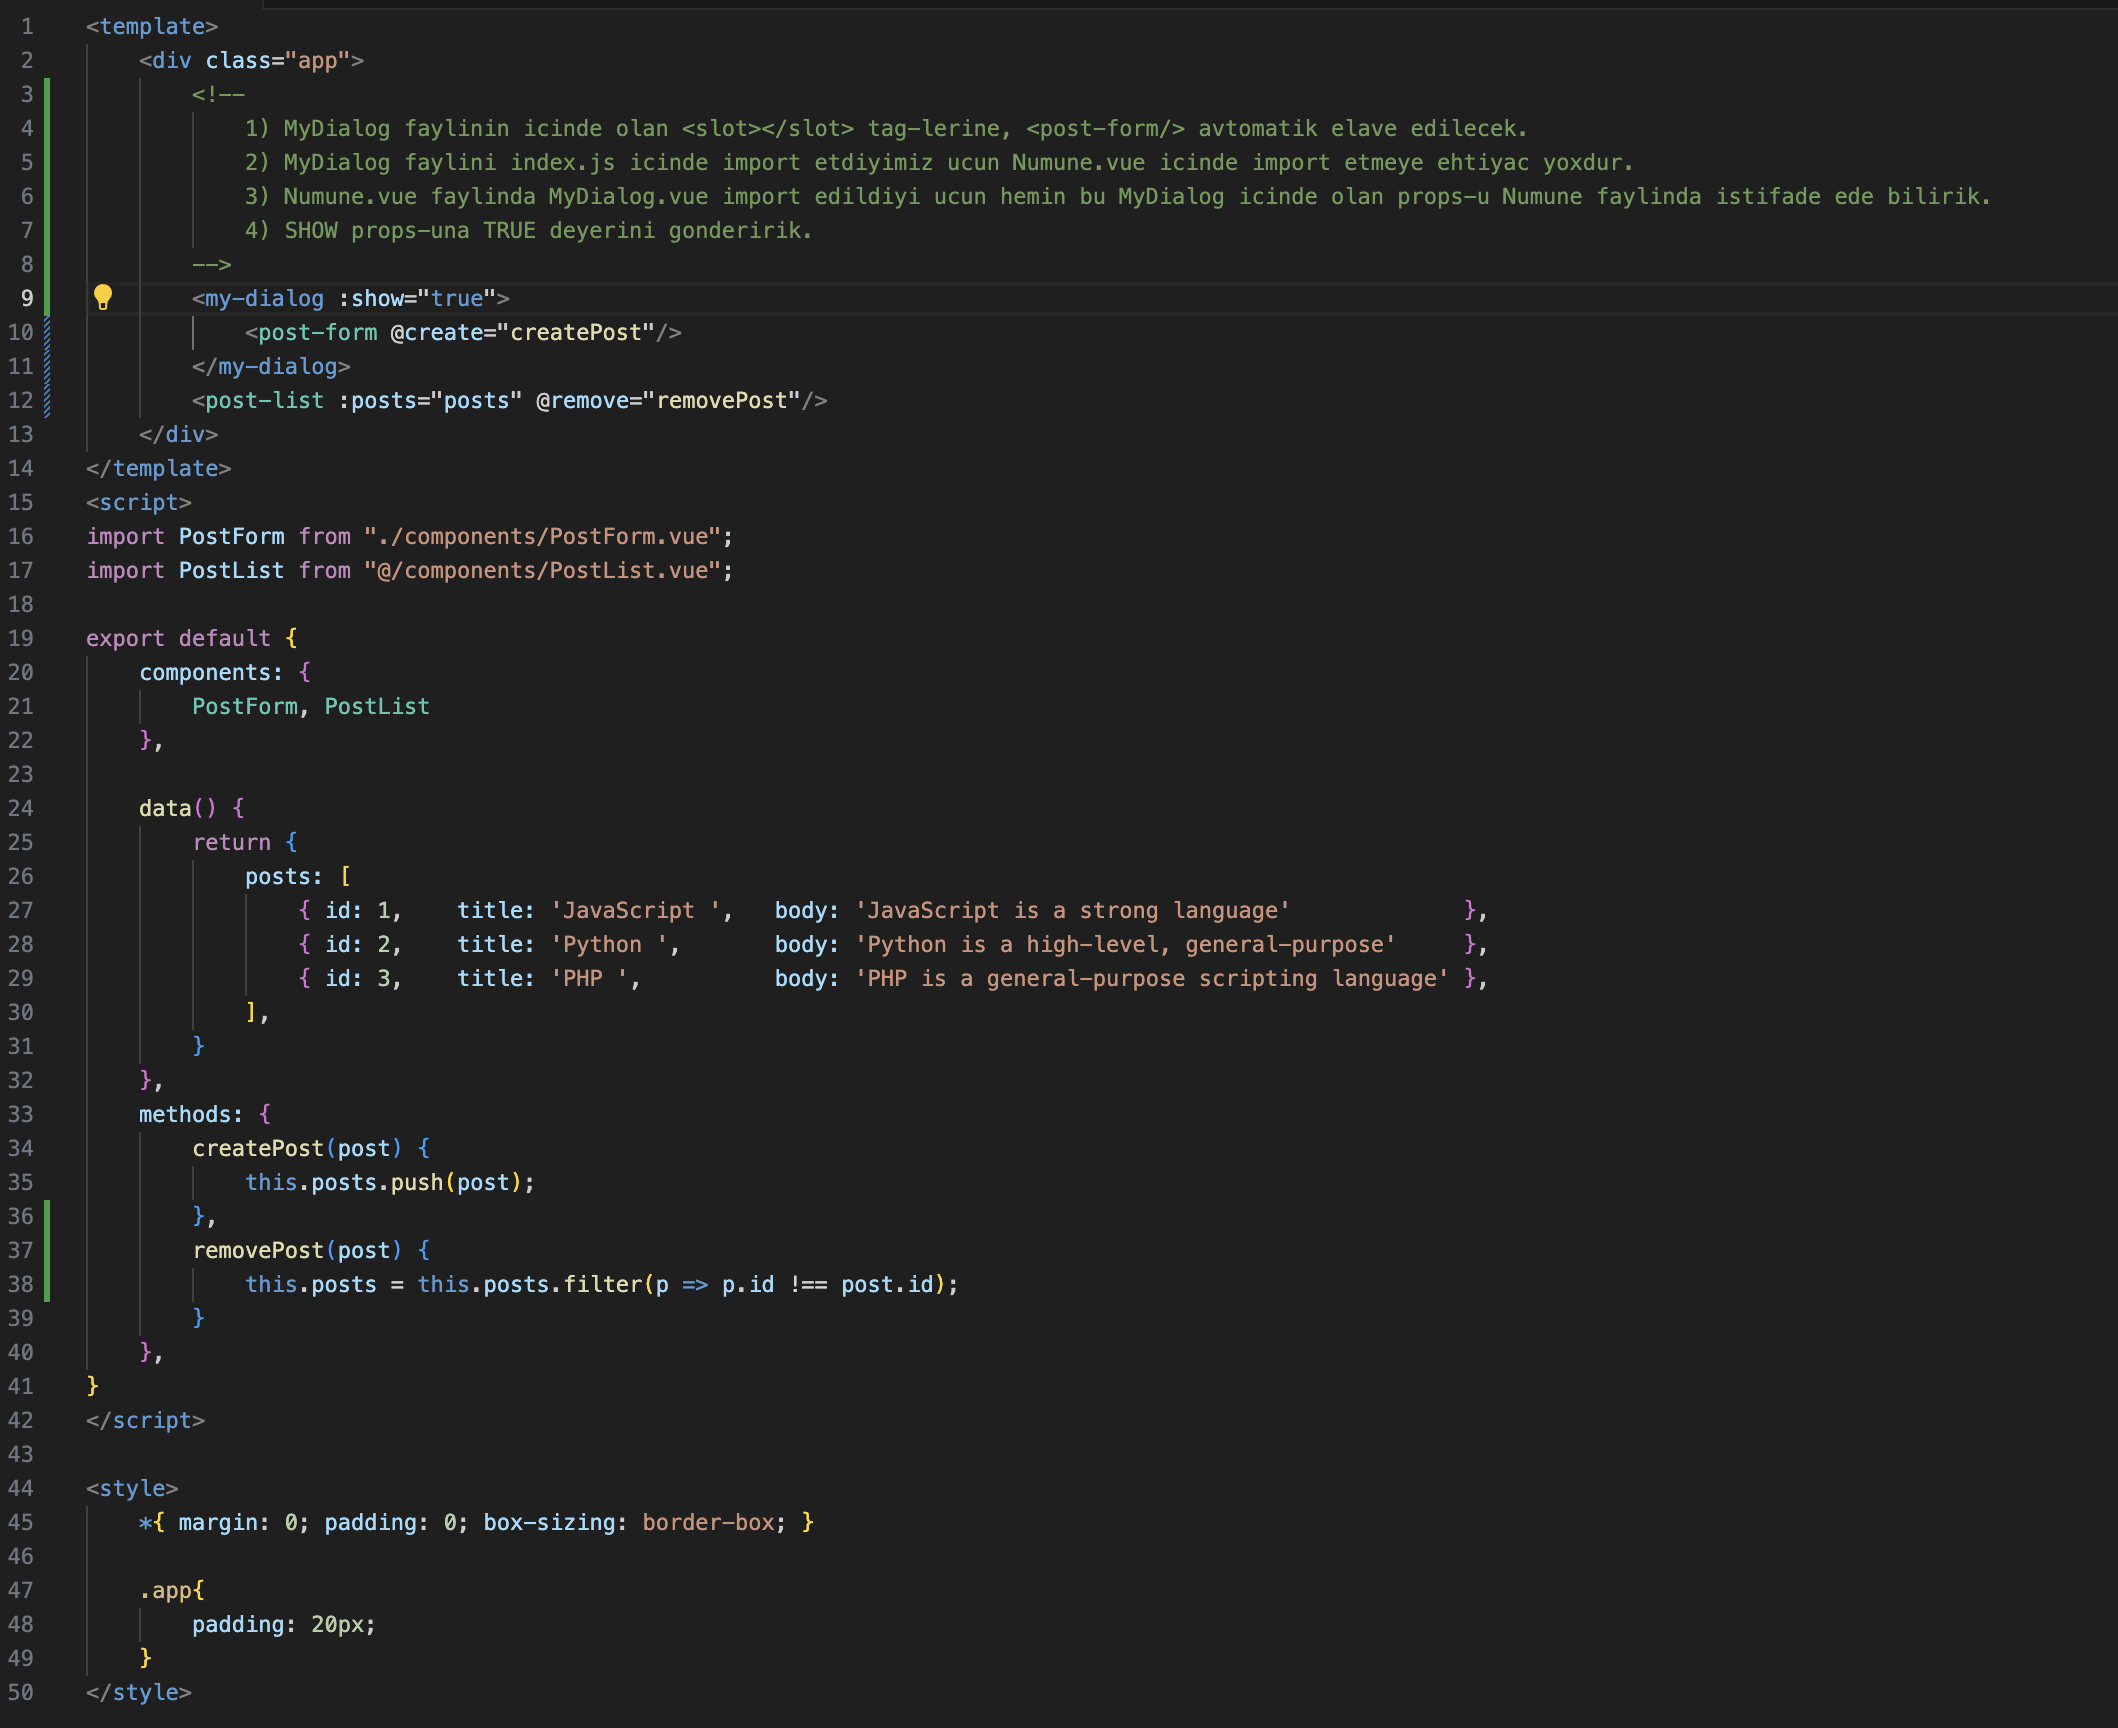 1 <template>
2 <div class="app">
3 <!--
4 1) MyDialog faylinin icinde olan <slot></slot> tag-lerine, <post-form/> avtomatik elave edilecek.
5 2) MyDialog faylini index.js icinde import etdiyimiz ucun Numune.vue icinde import etmeye ehtiyac yoxdur.
6 3) Numune.vue faylinda MyDialog.vue import edildiyi ucun hemin bu MyDialog icinde olan props-u Numune faylinda istifade ede bilirik.
7 4) SHOW props-una TRUE deyerini gonderirik.
8 -->
9 <my-dialog :show="true">
10 <post-form @create="createPost"/>
11 </my-dialog>
12 <post-list :posts="posts" @remove="removePost"/>
13 </div>
14 </template>
15 <script>
16 import PostForm from "./components/PostForm.vue";
17 import PostList from "@/components/PostList.vue";
18
19 export default {
20 components: {
21 PostForm, PostList
22 },
23
24 data() {
25 return {
26 posts: [
27 { id: 1, title: 'JavaScript ', body: 'JavaScript is a strong language' },
28 { id: 2, title: 'Python ', body: 'Python is a high-level, general-purpose' },
29 { id: 3, title: 'PHP ', body: 'PHP is a general-purpose scripting language' },
30 ],
31 }
32 },
33 methods: {
34 createPost(post) {
35 this.posts.push(post);
36 },
37 removePost(post) {
38 this.posts = this.posts.filter(p => p.id !== post.id);
39 }
40 },
41 }
42 </script>
43
44 <style>
45 *{ margin: 0; padding: 0; box-sizing: border-box; }
46
47 .app{
48 padding: 20px;
49 }
50 </style>